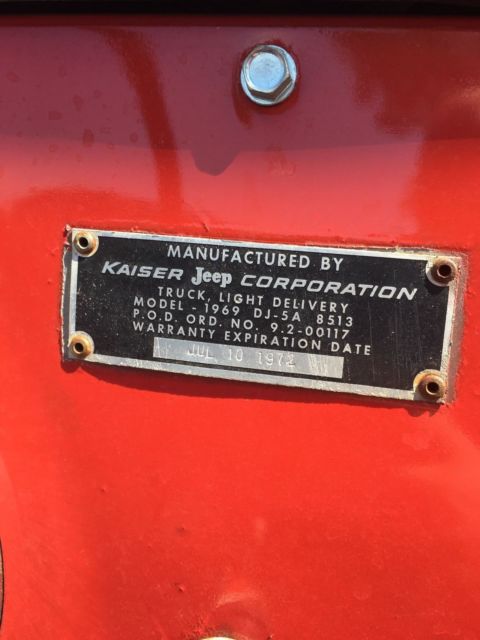 MANUFACTURED BY
KAISER Jeep CORPORATION
TRUCK, LIGHT DELIVERY
MODEL - 1969 DJ-5A 8513
P.O.D. ORD. NO. 9.2-00117
WARRANTY EXPIRATION DATE
JUL 10 1972